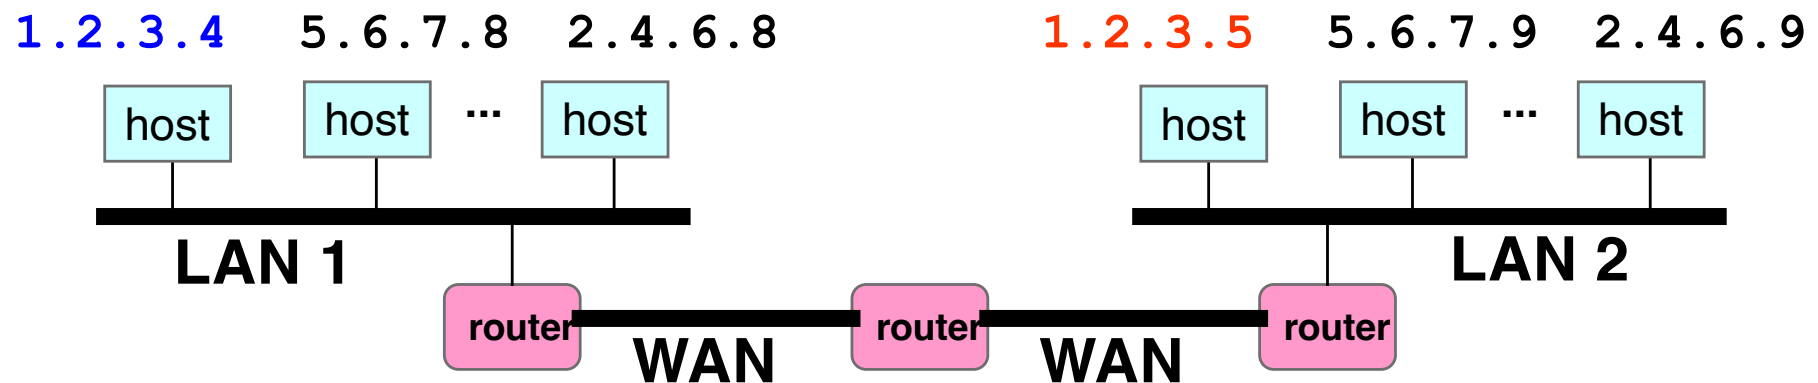 1.2.3.4 5.6.7.8 2.4.6.8 1.2.3.5 5.6.7.9 2.4.6.9
host host ... host host host ... host
LAN 1 LAN 2
router router router
WAN WAN